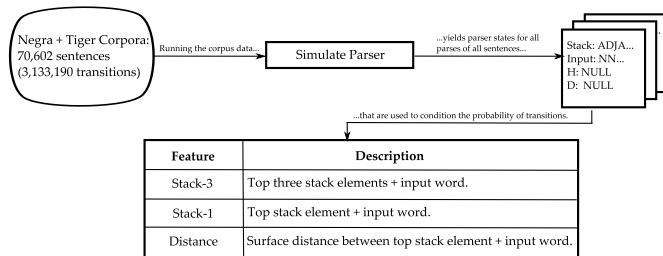 Negra + Tiger Corpora:
70,602 sentences
(3,133,190 transitions)
Running the corpus data...
Simulate Parser
...yields parser states for all
parses of all sentences...
Stack: ADJA...
Input: NN...
H: NULL
D: NULL
...that are used to condition the probability of transitions.
Feature Description
Stack-3 Top three stack elements + input word.
Stack-1 Top stack element + input word.
Distance Surface distance between top stack element + input word.